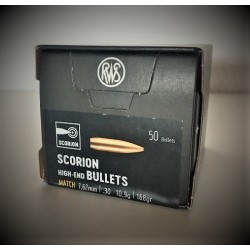 RWS
50 Bullets
SCORION
SCORION
HIGH-END BULLETS
MATCH 7,62mm | .30 10,9g | 168gr